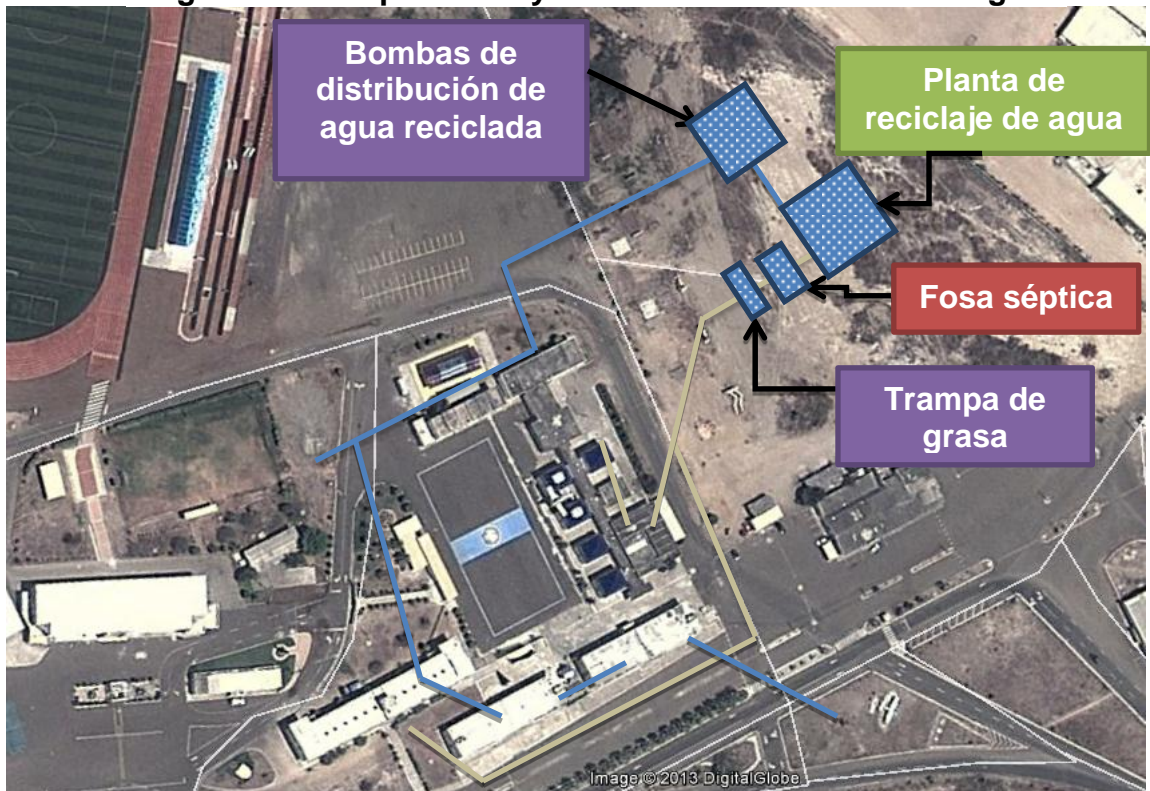 Bombas de
distribución de
agua reciclada
Planta de
reciclaje de agua
Fosa séptica
Trampa de
grasa
Image © 2013 DigitalGlobe